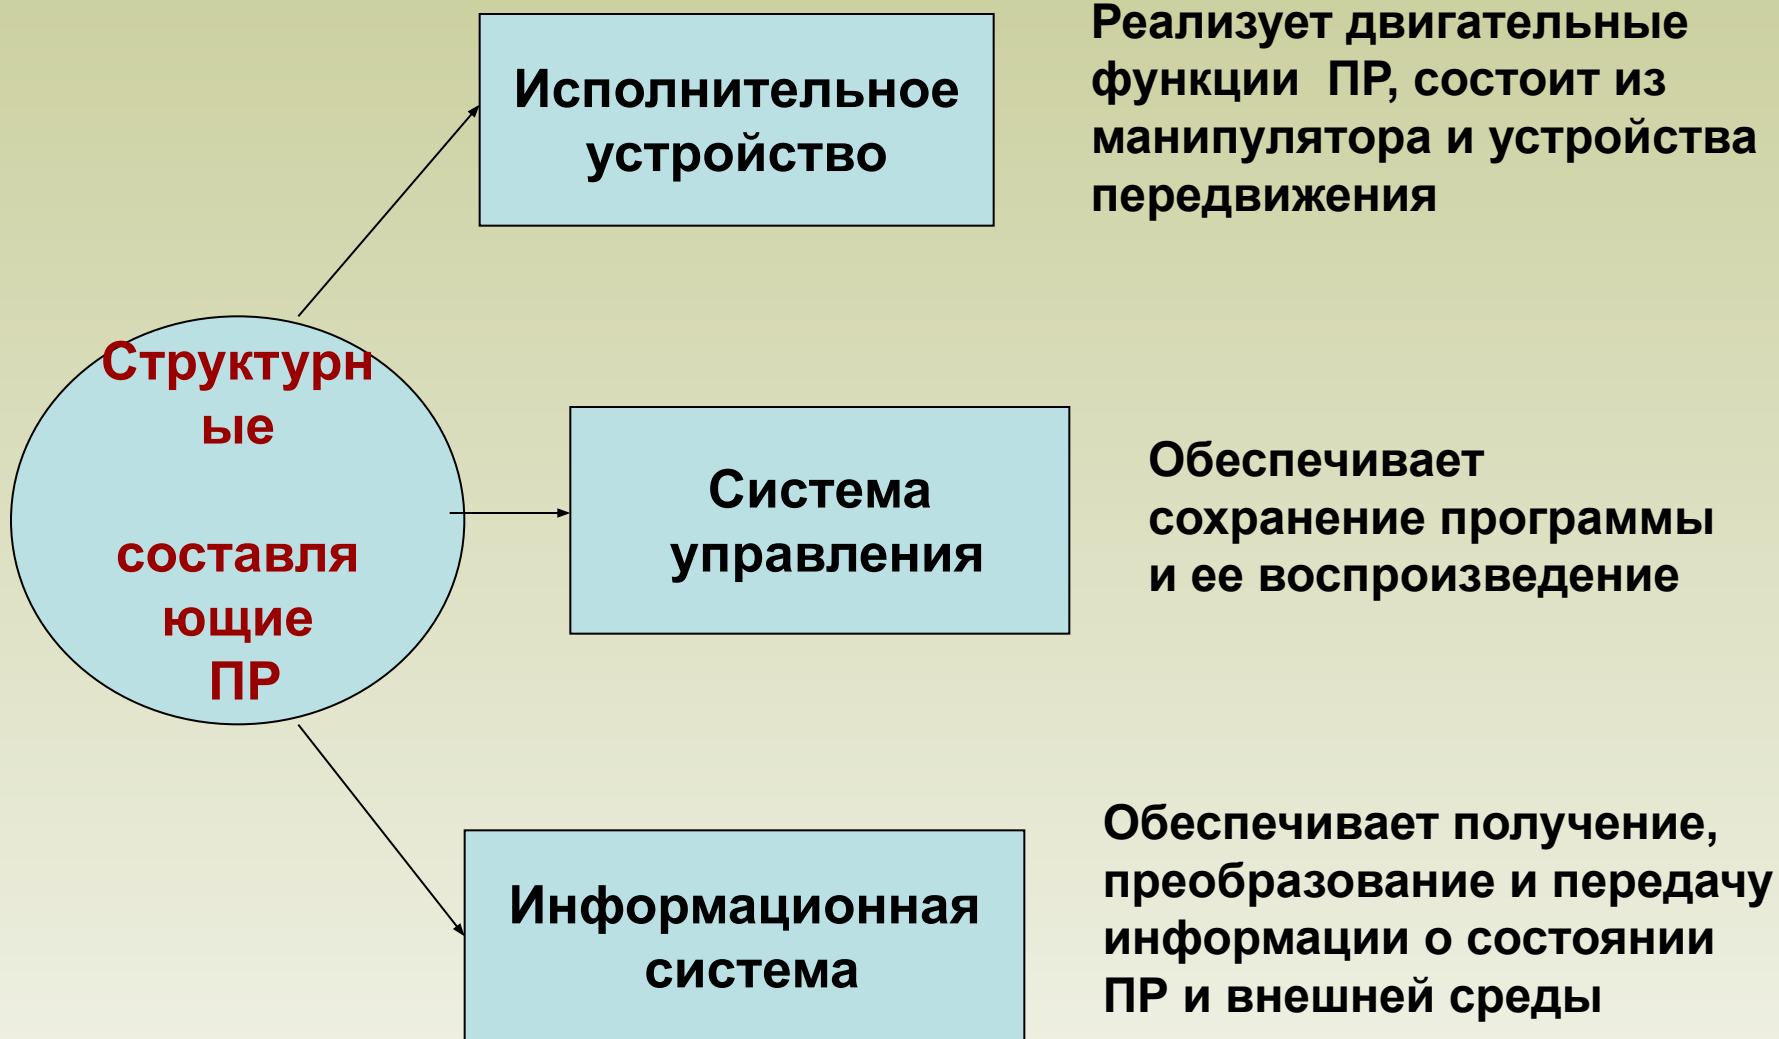 Исполнительное
устройство
Реализует двигательные
функции ПР, состоит из
манипулятора и устройства
передвижения
Структурн
ые
составля
ющие
ПР
Система
управления
Обеспечивает
сохранение программы
и ее воспроизведение
Информационная
система
Обеспечивает получение,
преобразование и передачу
информации о состоянии
ПР и внешней среды